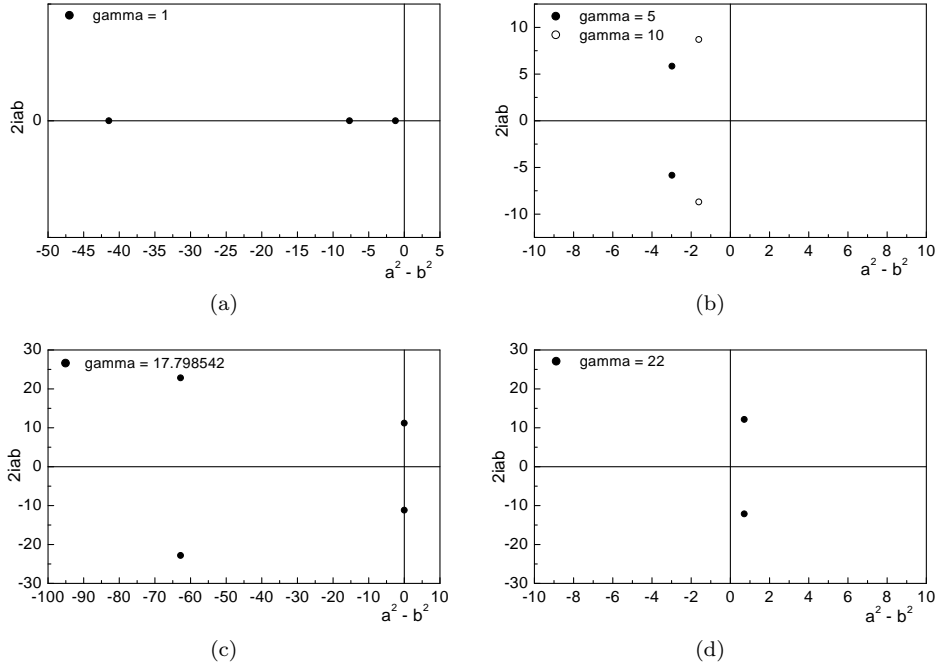 gamma = 1
2iab
0
-50 -45 -40 -35 -30 -25 -20 -15 -10 -5 0 5
a² - b²
(a)
gamma = 5
gamma = 10
2iab
10
5
0
-5
-10
-10 -8 -6 -4 -2 0 2 4 6 8 10
a² - b²
(b)
gamma = 17.798542
2iab
30
20
10
0
-10
-20
-30
-100 -90 -80 -70 -60 -50 -40 -30 -20 -10 0 10
a² - b²
(c)
gamma = 22
2iab
30
20
10
0
-10
-20
-30
-10 -8 -6 -4 -2 0 2 4 6 8 10
a² - b²
(d)